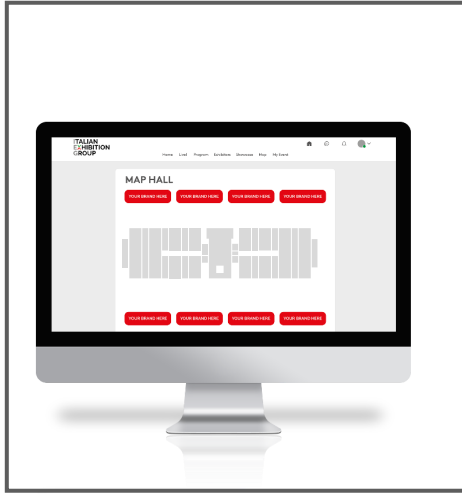 ITALIAN
EXHIBITION
GROUP
Home Live! Program Exhibitors Showcase Map My Event
MAP HALL
YOUR BRAND HERE YOUR BRAND HERE YOUR BRAND HERE YOUR BRAND HERE
YOUR BRAND HERE YOUR BRAND HERE YOUR BRAND HERE YOUR BRAND HERE